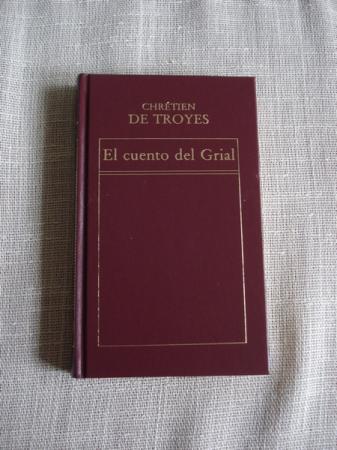 CHRÉTIEN
DE TROYES
El cuento del Grial